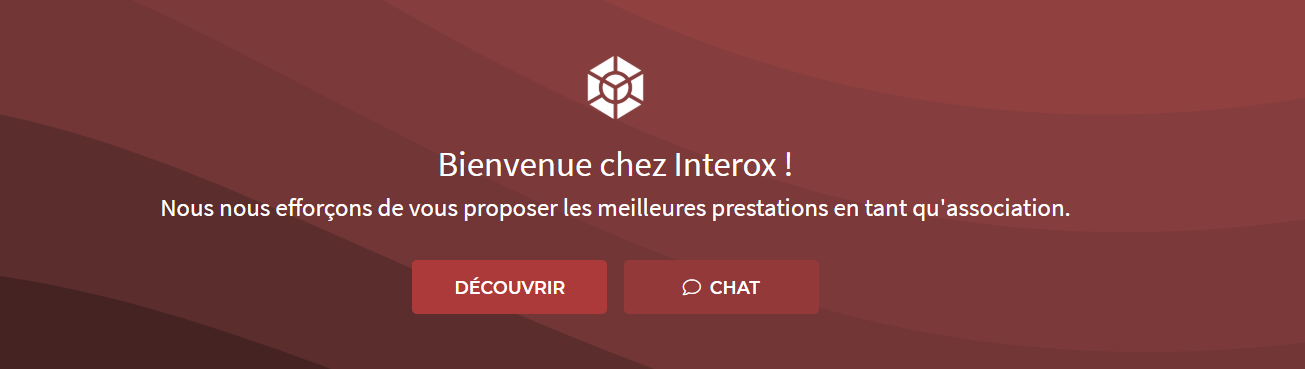 Bienvenue chez Interox !
Nous nous efforçons de vous proposer les meilleures prestations en tant qu'association.
DÉCOUVRIR
CHAT